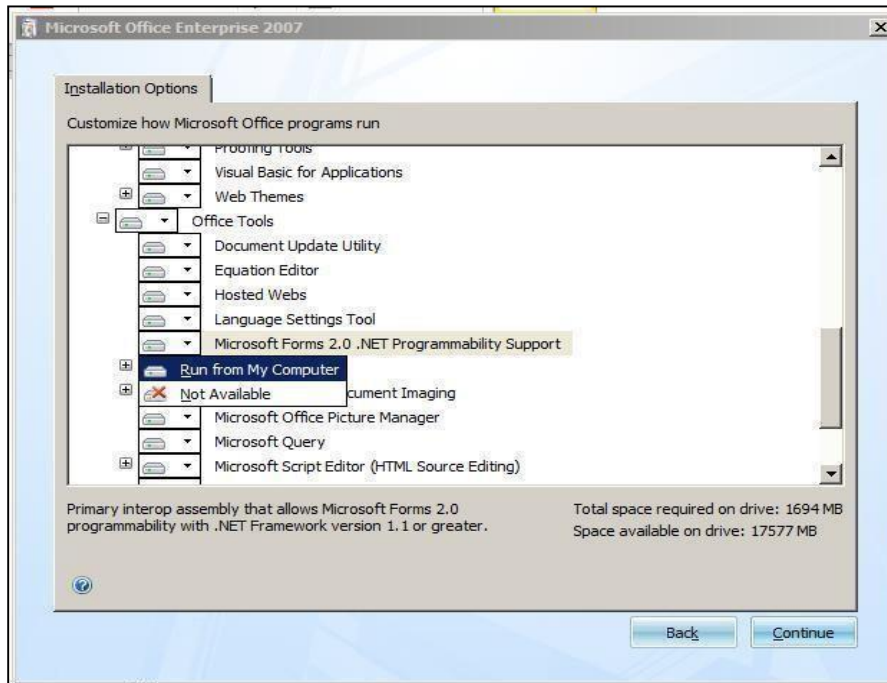 Microsoft Office Enterprise 2007
Installation Options
Customize how Microsoft Office programs run
Proofing Tools
Visual Basic for Applications
Web Themes
Office Tools
Document Update Utility
Equation Editor
Hosted Webs
Language Settings Tool
Microsoft Forms 2.0 .NET Programmability Support
Run from My Computer
Not Available
cument Imaging
Microsoft Office Picture Manager
Microsoft Query
Microsoft Script Editor (HTML Source Editing)
Primary interop assembly that allows Microsoft Forms 2.0
programmability with .NET Framework version 1.1 or greater.
Total space required on drive: 1694 MB
Space available on drive: 17577 MB
Back
Continue